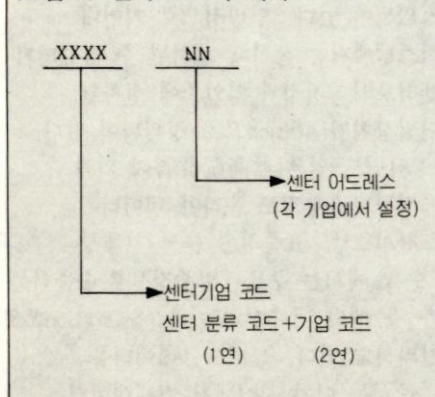 XXXX NN
센터 어드레스
(각 기업에서 설정)
센터기업 코드
센터 분류 코드+기업 코드
(1연) (2연)